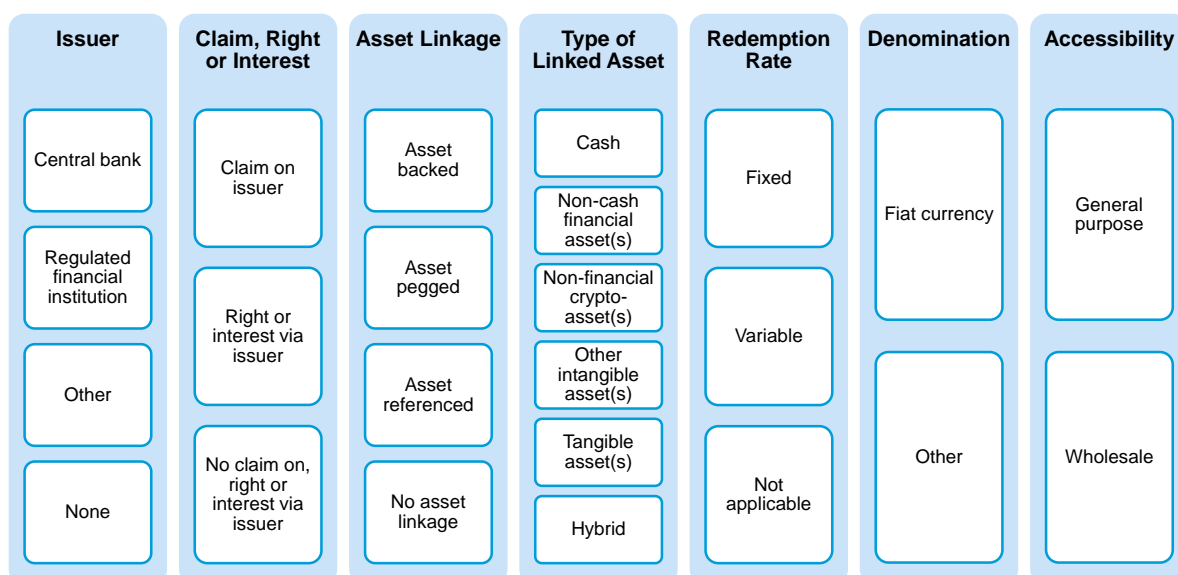 Issuer
Central bank
Regulated
financial
institution
Other
None
Claim, Right
or Interest
Claim on
issuer
Right or
interest via
issuer
No claim on,
right or
interest via
issuer
Asset Linkage
Asset
backed
Asset
pegged
Asset
referenced
No asset
linkage
Type of
Linked Asset
Cash
Non-cash
financial
asset(s)
Non-financial
crypto-
asset(s)
Other
intangible
asset(s)
Tangible
asset(s)
Hybrid
Redemption
Rate
Fixed
Variable
Not
applicable
Denomination
Fiat currency
Other
Accessibility
General
purpose
Wholesale